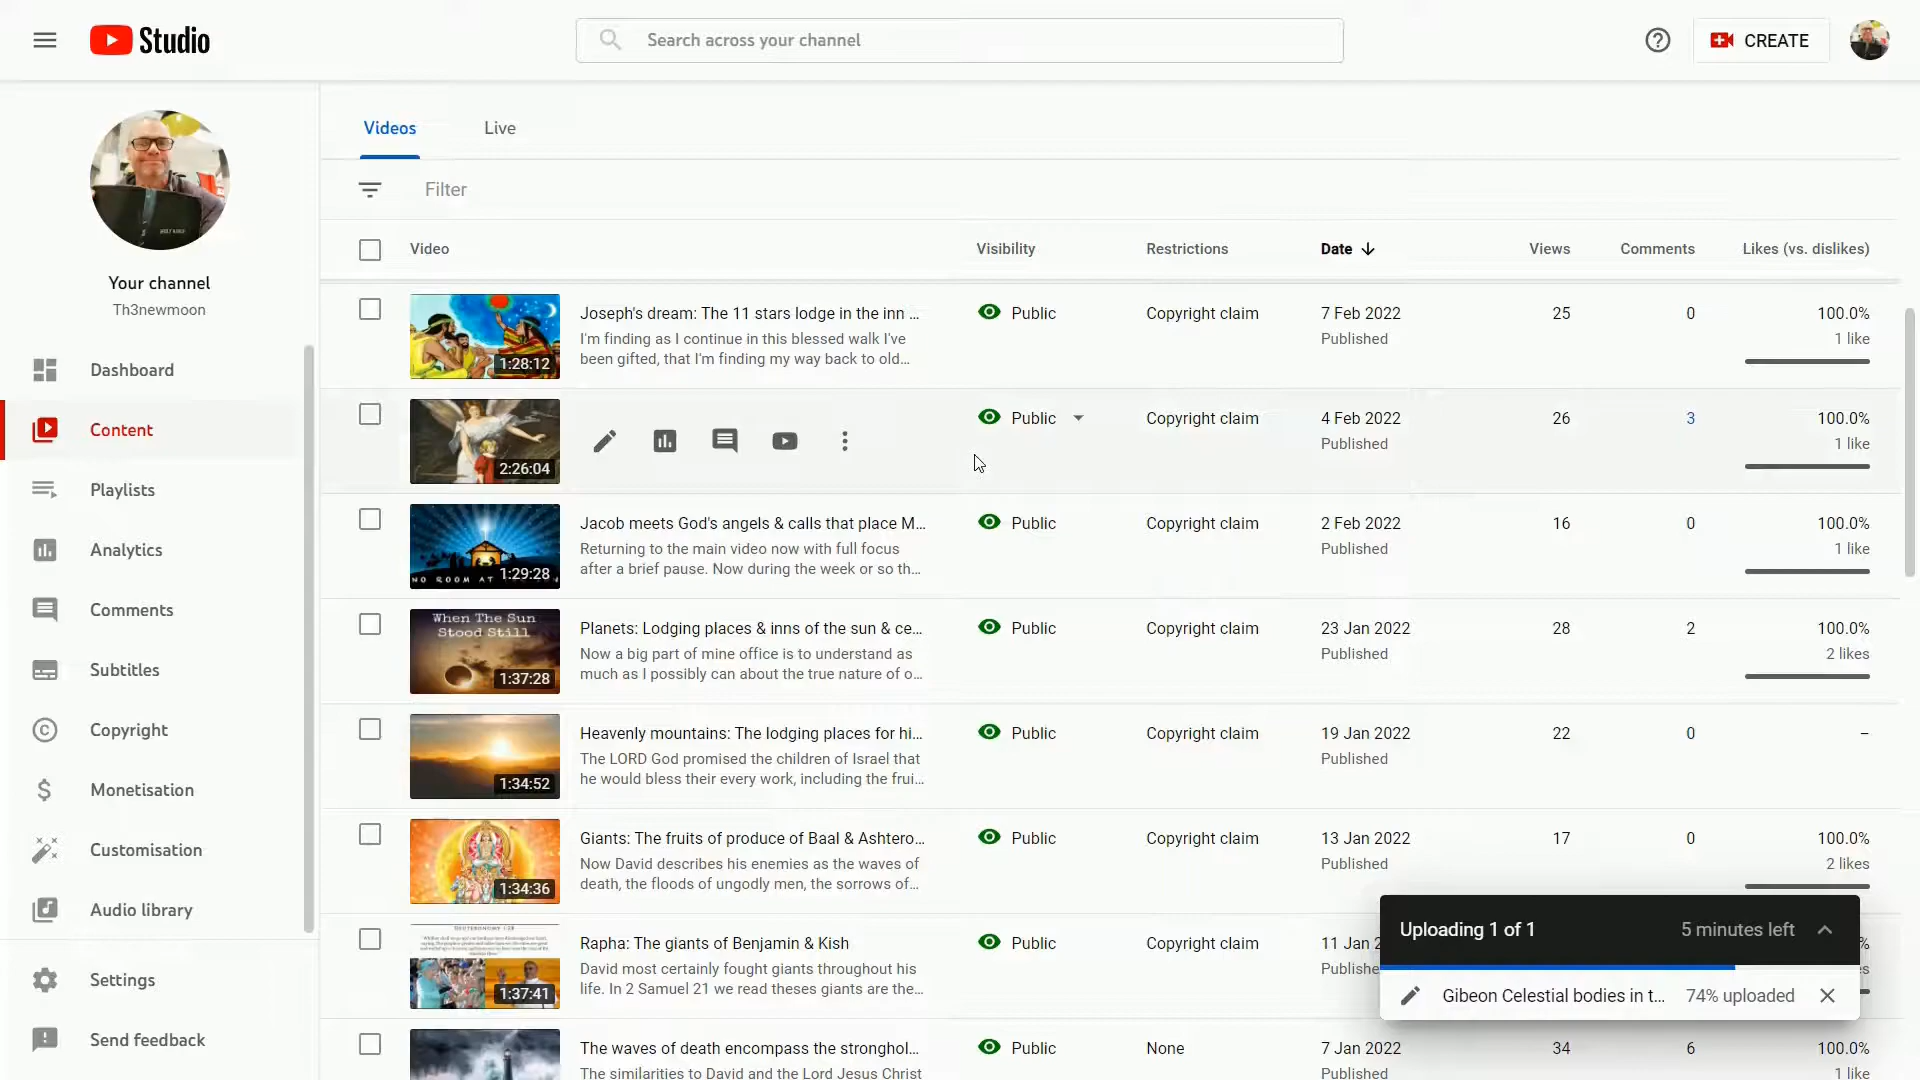 Studio
Search across your channel
CREATE
Your channel
Th3newmoon
Dashboard
Content
Playlists
Analytics
Comments
Subtitles
Copyright
Monetisation
Customisation
Audio library
Settings
Send feedback
Videos
Live
Filter
Video
Visibility
Restrictions
Date
Views
Comments
Likes (vs. dislikes)
1:28:12
Joseph's dream: The 11 stars lodge in the inn ...
I'm finding as I continue in this blessed walk I've
been gifted, that I'm finding my way back to old...
Public
Copyright claim
7 Feb 2022
Published
25
0
100.0%
1 like
2:26:04
Public
Copyright claim
4 Feb 2022
Published
26
3
100.0%
1 like
NO ROOM AT
1:29:28
Jacob meets God's angels & calls that place M...
Returning to the main video now with full focus
after a brief pause. Now during the week or so th...
Public
Copyright claim
2 Feb 2022
Published
16
0
100.0%
1 like
When The Sun
Stood Still
1:37:28
Planets: Lodging places & inns of the sun & ce...
Now a big part of mine office is to understand as
much as I possibly can about the true nature of o...
Public
Copyright claim
23 Jan 2022
Published
28
2
100.0%
2 likes
1:34:52
Heavenly mountains: The lodging places for hi...
The LORD God promised the children of Israel that
he would bless their every work, including the frui...
Public
Copyright claim
19 Jan 2022
Published
22
0
–
1:34:36
Giants: The fruits of produce of Baal & Ashtero...
Now David describes his enemies as the waves of
death, the floods of ungodly men, the sorrows of...
Public
Copyright claim
13 Jan 2022
Published
17
0
100.0%
2 likes
1:37:41
Rapha: The giants of Benjamin & Kish
David most certainly fought giants throughout his
life. In 2 Samuel 21 we read theses giants are the...
Public
Copyright claim
11 Jan 2
Publishe
The waves of death encompass the stronghol...
The similarities to David and the Lord Jesus Christ
Public
None
7 Jan 2022
Published
34
6
100.0%
1 like
Uploading 1 of 1
5 minutes left
Gibeon Celestial bodies in t...
74% uploaded